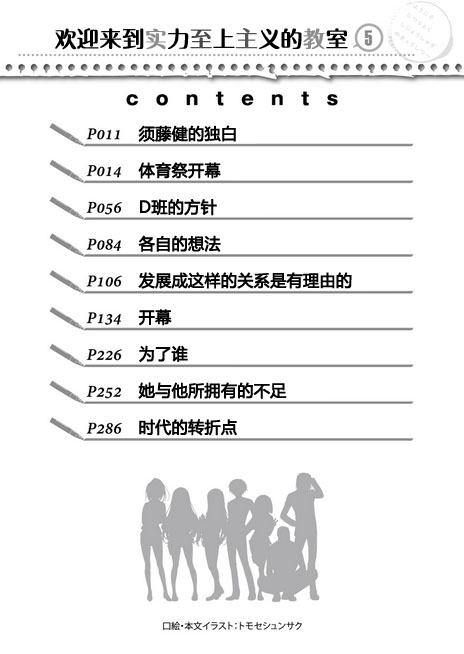 欢迎来到实力至上主义的教室 5
contents
P011 须藤健的独白
P014 体育祭开幕
P056 D班的方针
P084 各自的想法
P106 发展成这样的关系是有理由的
P134 开幕
P226 为了谁
P252 她与他所拥有的不足
P286 时代的转折点
口絵・本文イラスト:トモセシュンサク